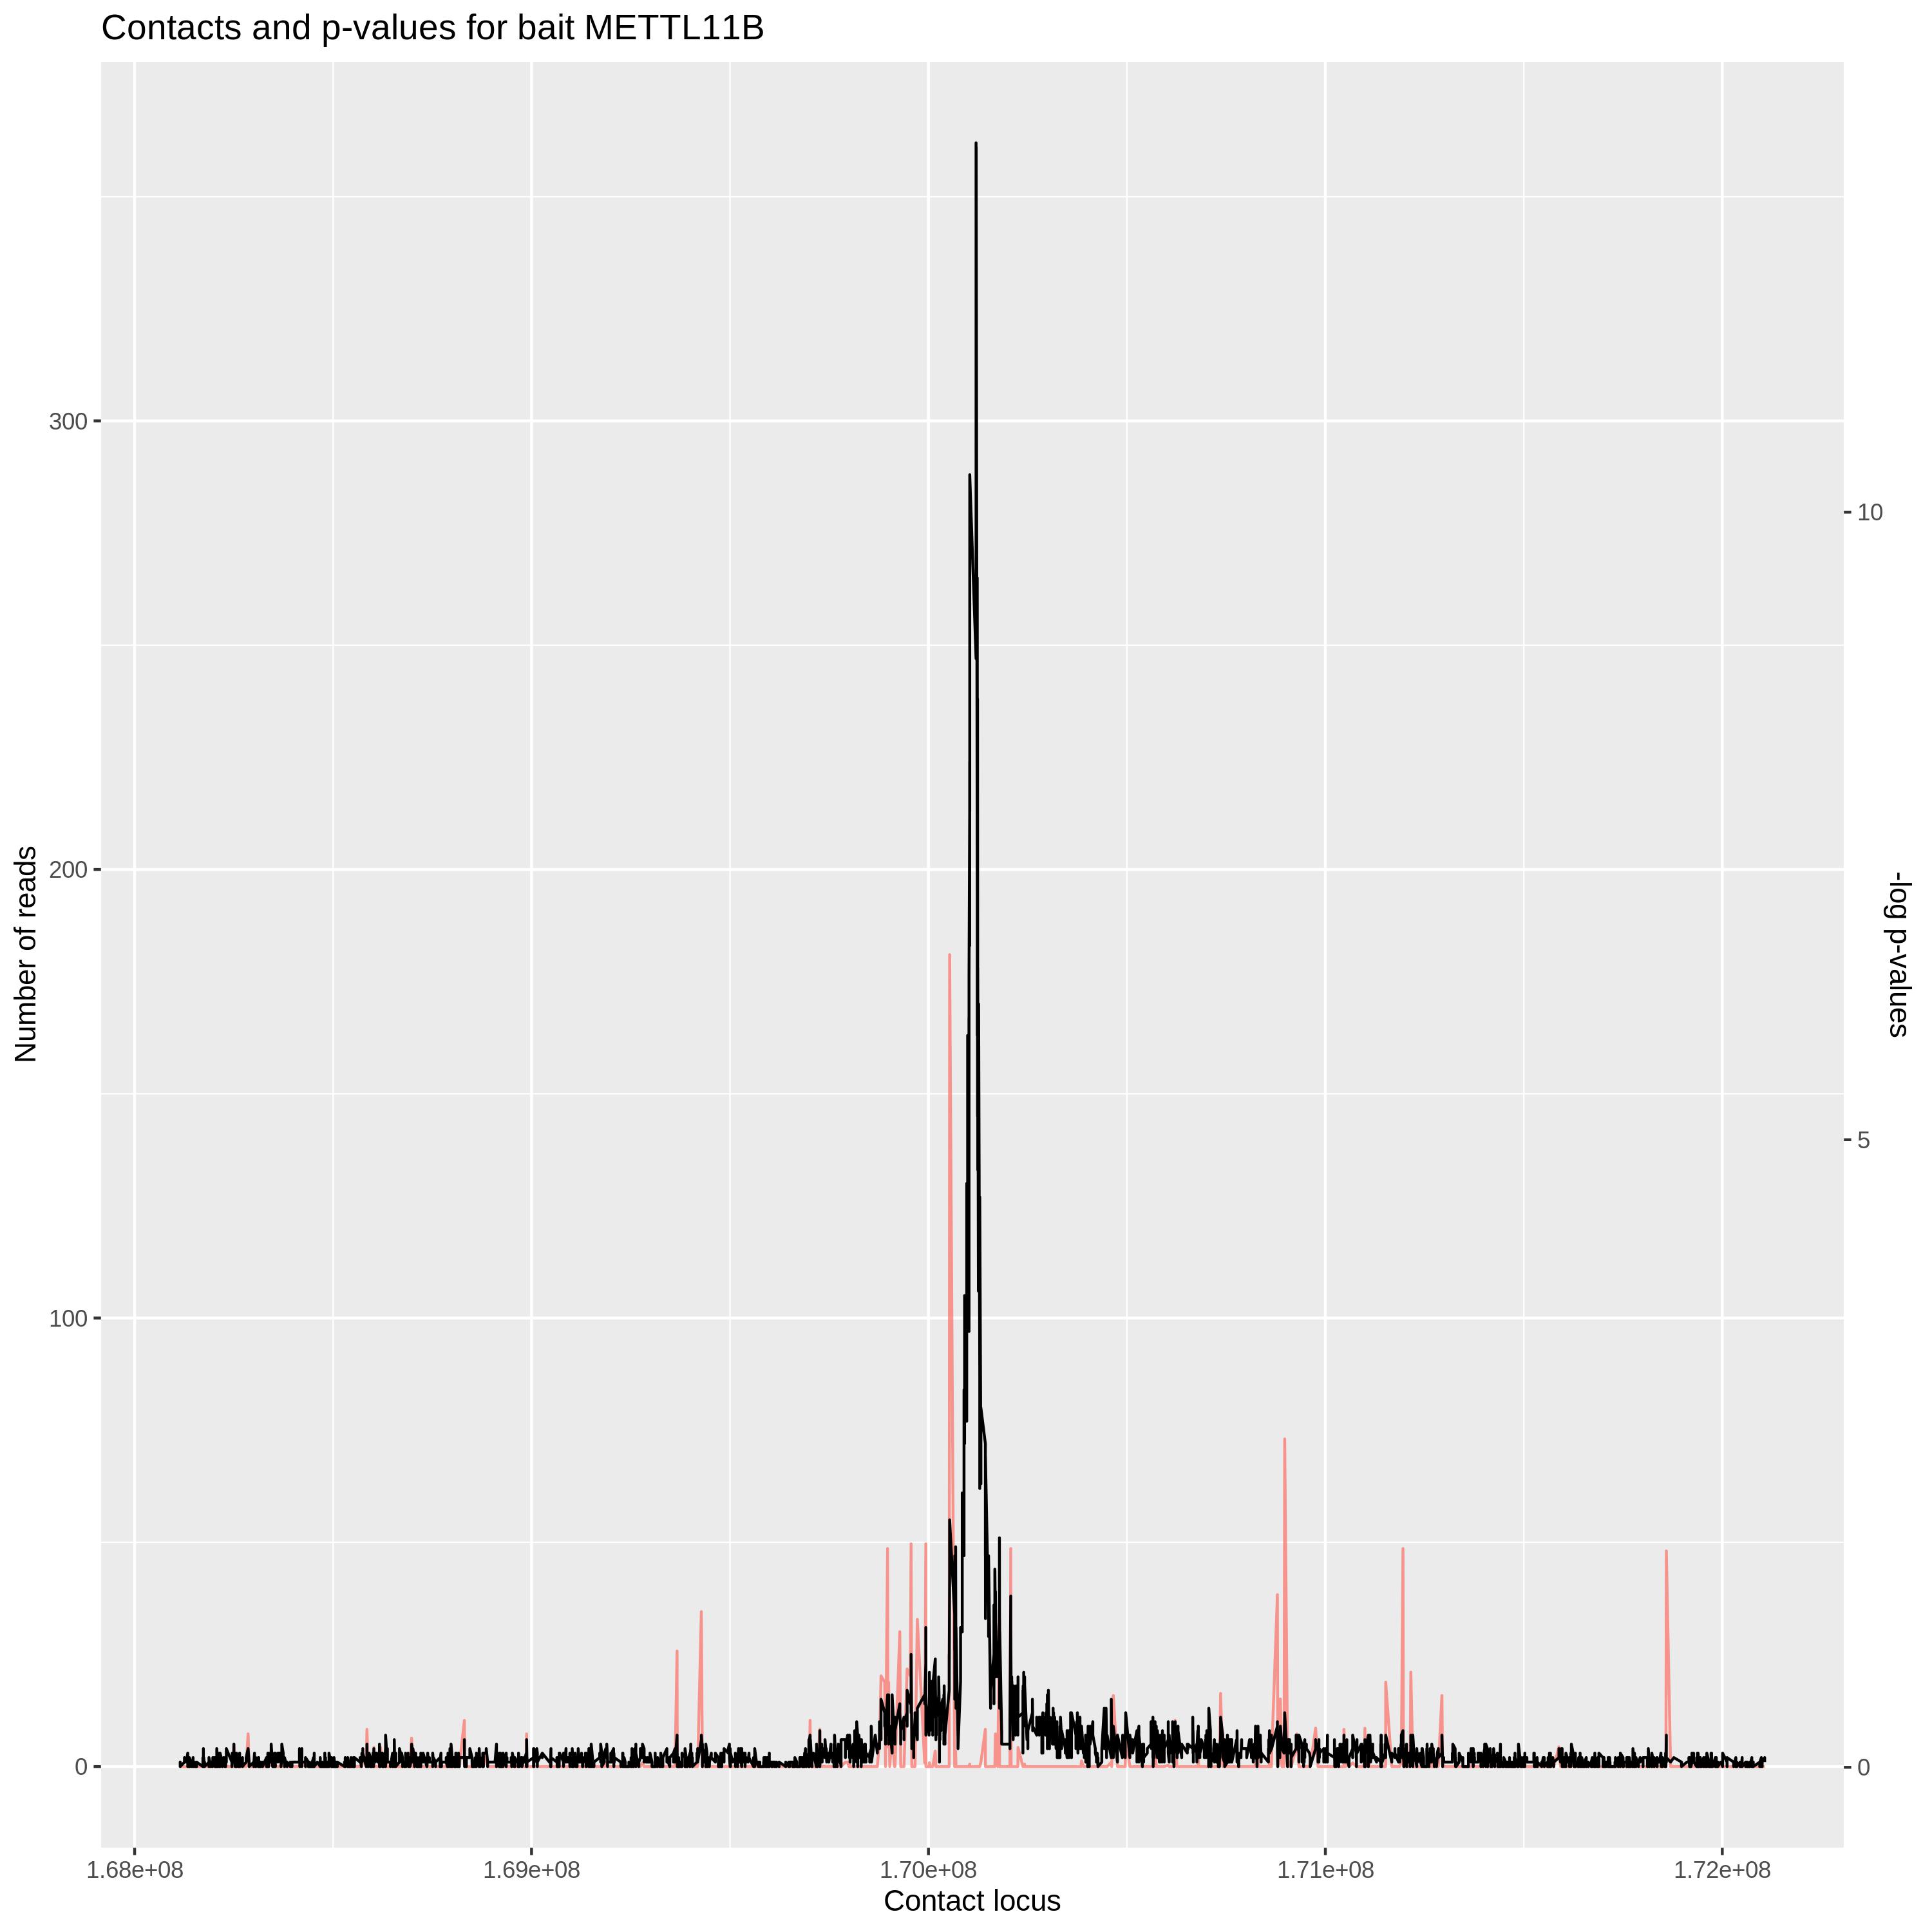 Contacts and p-values for bait METTL11B
300
200
100
0
Number of reads
10
5
0
-log p-values
1.68e+08 1.69e+08 1.70e+08 1.71e+08 1.72e+08
Contact locus